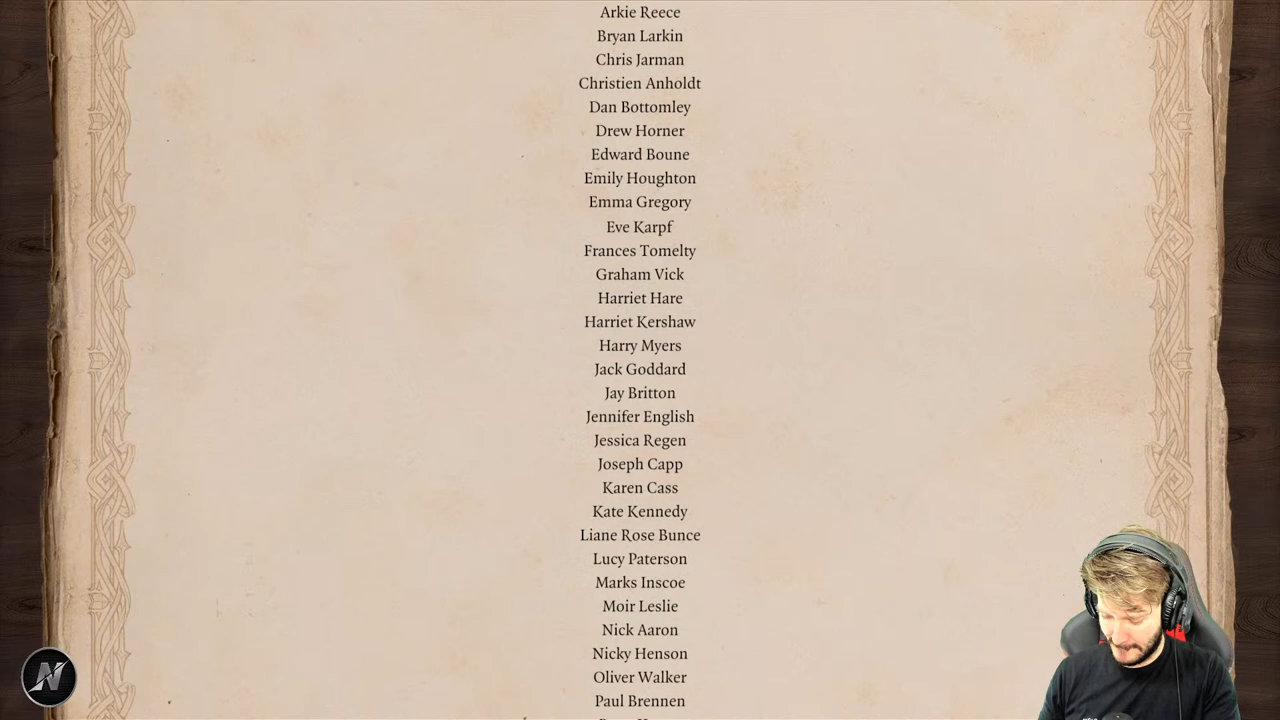 Arkie Reece
Bryan Larkin
Chris Jarman
Christien Anholdt
Dan Bottomley
Drew Horner
Edward Boune
Emily Houghton
Emma Gregory
Eve Karpf
Frances Tomelty
Graham Vick
Harriet Hare
Harriet Kershaw
Harry Myers
Jack Goddard
Jay Britton
Jennifer English
Jessica Regen
Joseph Capp
Karen Cass
Kate Kennedy
Liane Rose Bunce
Lucy Paterson
Marks Inscoe
Moir Leslie
Nick Aaron
Nicky Henson
Oliver Walker
Paul Brennen
N